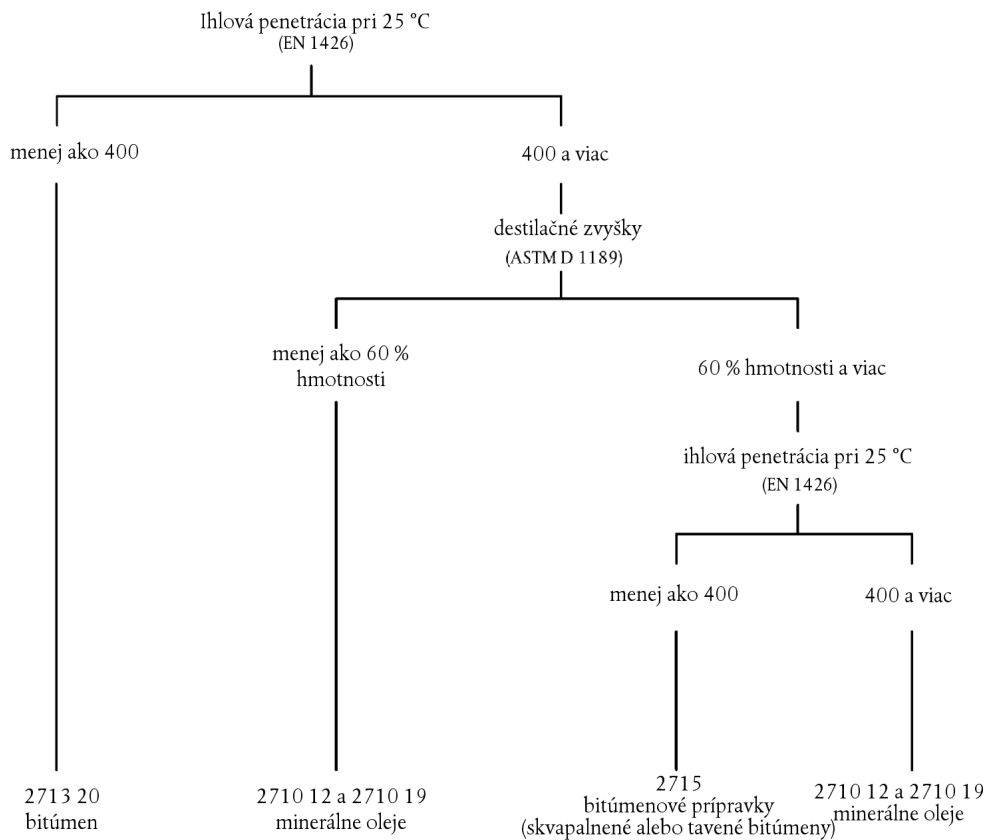 Ihlová penetrácia pri 25 °C
(EN 1426)
menej ako 400
400 a viac
destilačné zvyšky
(ASTM D 1189)
menej ako 60 %
hmotnosti
60 % hmotnosti a viac
ihlová penetrácia pri 25 °C
(EN 1426)
menej ako 400
400 a viac
2713 20
bitúmen
2710 12 a 2710 19
minerálne oleje
2715
bitúmenové prípravky
(skvapalnené alebo tavené bitúmeny)
2710 12 a 2710 19
minerálne oleje